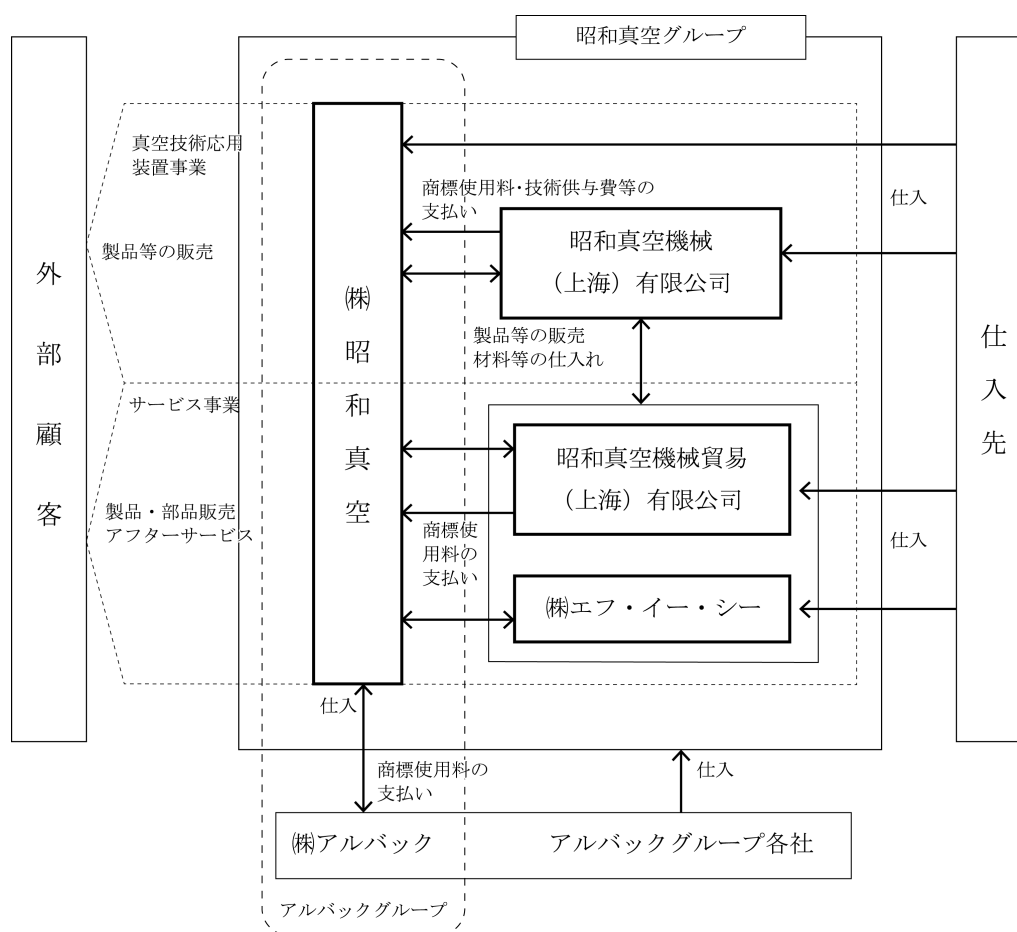 昭和真空グループ
外部顧客
真空技術応用
装置事業
製品等の販売
サービス事業
製品・部品販売
アフターサービス
㈱昭和真空
商標使用料・技術供与費等の
支払い
昭和真空機械
（上海）有限公司
製品等の販売
材料等の仕入れ
昭和真空機械貿易
（上海）有限公司
商標使
用料の
支払い
㈱エフ・イー・シー
仕入
仕入
仕入先
仕入
商標使用料の
支払い
仕入
㈱アルバック
アルバックグループ各社
アルバックグループ